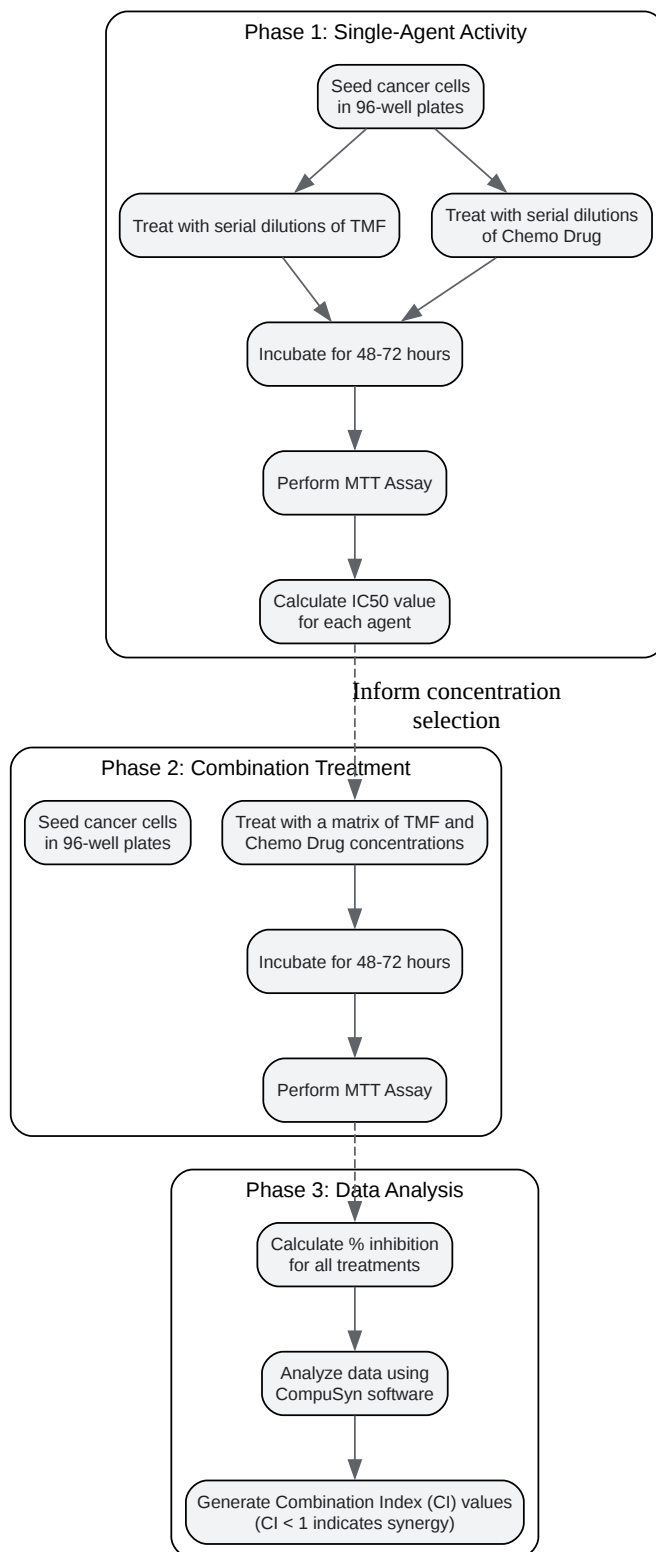 Phase 1: Single-Agent Activity
Seed cancer cells
in 96-well plates
Treat with serial dilutions of TMF
Treat with serial dilutions
of Chemo Drug
Incubate for 48-72 hours
Perform MTT Assay
Calculate IC50 value
for each agent
Inform concentration
selection
Phase 2: Combination Treatment
Seed cancer cells
in 96-well plates
Treat with a matrix of TMF and
Chemo Drug concentrations
Incubate for 48-72 hours
Perform MTT Assay
Phase 3: Data Analysis
Calculate % inhibition
for all treatments
Analyze data using
CompuSyn software
Generate Combination Index (CI) values
(CI < 1 indicates synergy)